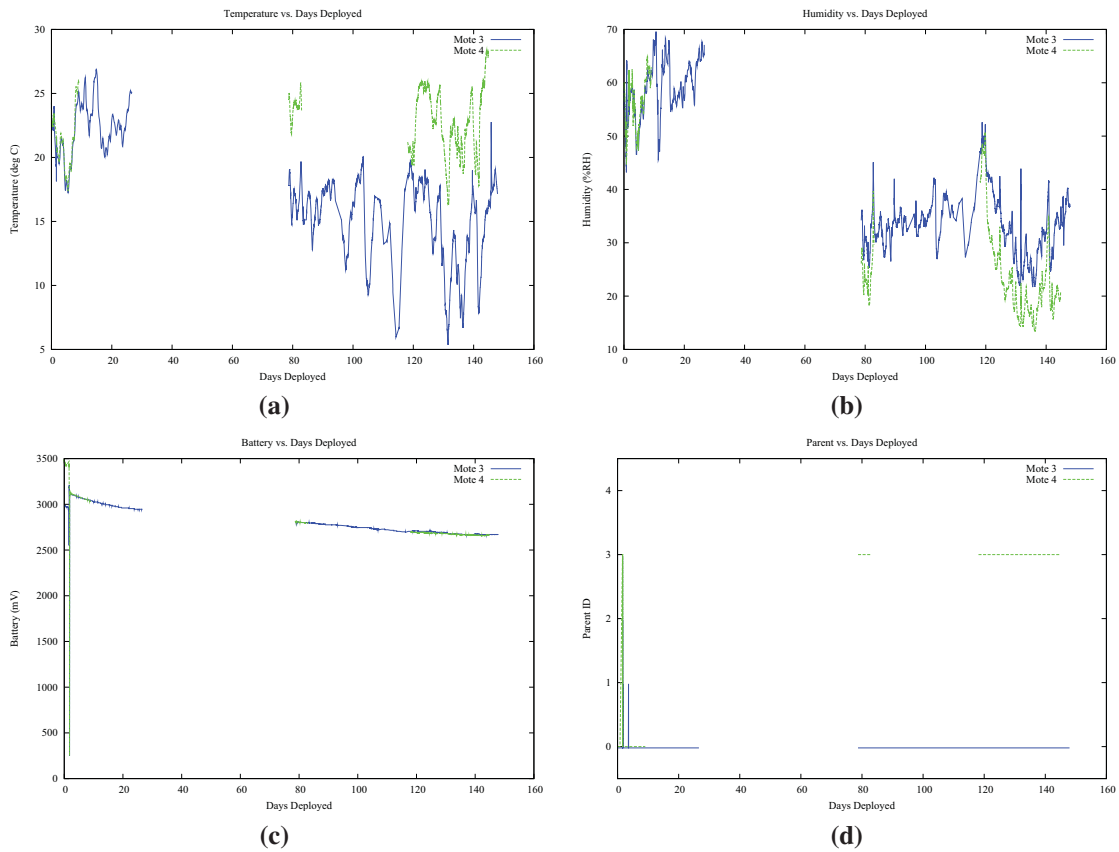 Temperature vs. Days Deployed
30
25
20
15
10
5
Temperature (deg C)
Mote 3
Mote 4
0 20 40 60 80 100 120 140 160
Days Deployed
(a)
Humidity vs. Days Deployed
70
60
50
40
30
20
10
Humidity (%RH)
Mote 3
Mote 4
0 20 40 60 80 100 120 140 160
Days Deployed
(b)
Battery vs. Days Deployed
3500
3000
2500
2000
1500
1000
500
0
Battery (mV)
Mote 3
Mote 4
0 20 40 60 80 100 120 140 160
Days Deployed
(c)
Parent vs. Days Deployed
4
3
2
1
0
Parent ID
Mote 3
Mote 4
0 20 40 60 80 100 120 140 160
Days Deployed
(d)